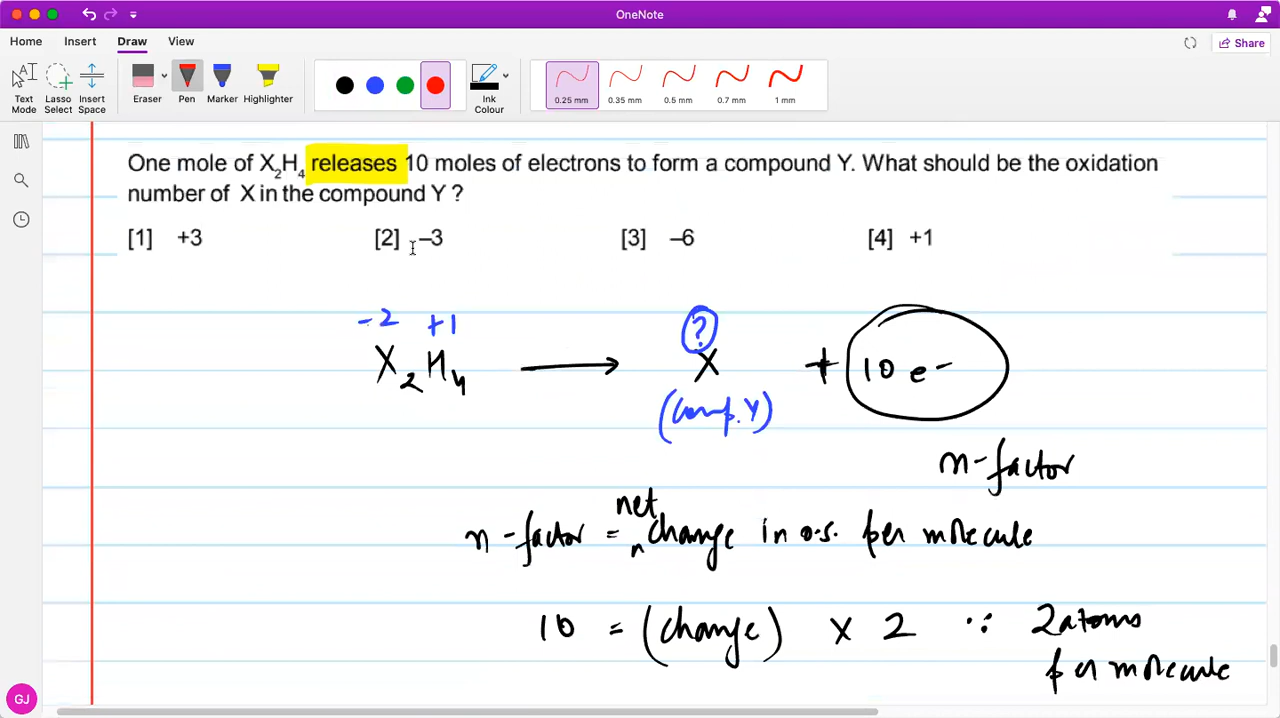 OneNote
Home Insert Draw View Share
Text Mode Lasso Select Insert Space Eraser Pen Marker Highlighter Ink Colour 0.25 mm 0.35 mm 0.5 mm 0.7 mm 1 mm
One mole of X₂H₄ releases 10 moles of electrons to form a compound Y. What should be the oxidation
number of X in the compound Y ?
[1] +3 [2] –3 [3] –6 [4] +1
-2 +1 ?
X₂H₄ → X + 10 e-
(comp. Y)
n-factor
n-factor = net change in o.s. per molecule
10 = (change) x 2 ∵ 2 atoms
per molecule
GJ